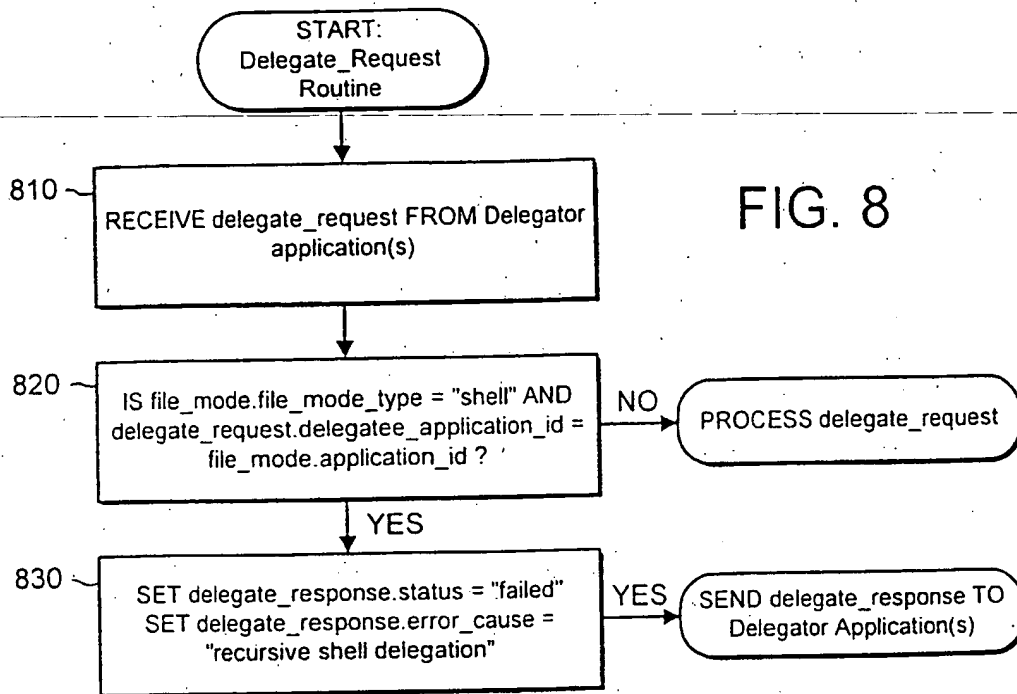 START:
Delegate_Request
Routine
FIG. 8
810
RECEIVE delegate_request FROM Delegator
application(s)
820
IS file_mode.file_mode_type = "shell" AND
delegate_request.delegatee_application_id =
file_mode.application_id ?
NO
PROCESS delegate_request
YES
830
SET delegate_response.status = "failed"
SET delegate_response.error_cause =
"recursive shell delegation"
YES
SEND delegate_response TO
Delegator Application(s)